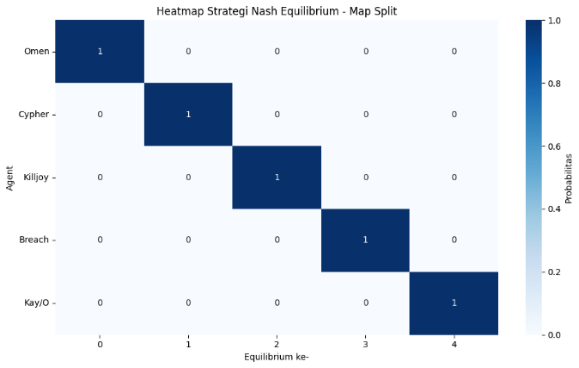 Heatmap Strategi Nash Equilibrium - Map Split
Omen 1 0 0 0 0
Cypher 0 1 0 0 0
Killjoy 0 0 1 0 0
Breach 0 0 0 1 0
Kay/O 0 0 0 0 1
0 1 2 3 4
Equilibrium ke-
Agent
1.0
0.8
0.6
0.4
0.2
0.0
Probabilitas